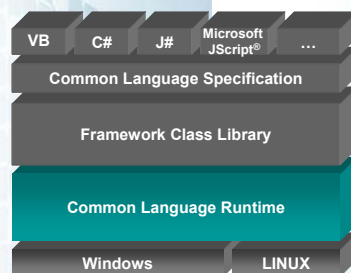 VB C# J# Microsoft JScript® ...
Common Language Specification
Framework Class Library
Common Language Runtime
Windows LINUX